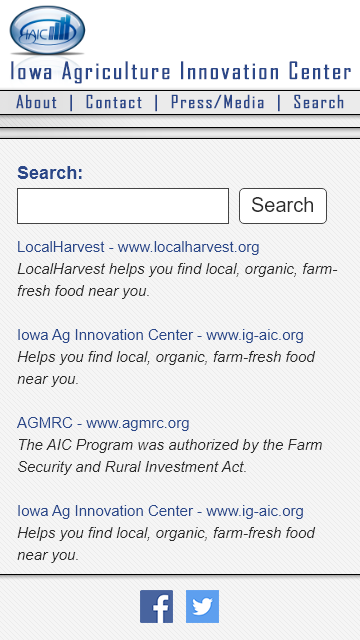 IAIC
Iowa Agriculture Innovation Center
About | Contact | Press/Media | Search
Search:
Search
LocalHarvest - www.localharvest.org
LocalHarvest helps you find local, organic, farm-
fresh food near you.
Iowa Ag Innovation Center - www.ig-aic.org
Helps you find local, organic, farm-fresh food
near you.
AGMRC - www.agmrc.org
The AIC Program was authorized by the Farm
Security and Rural Investment Act.
Iowa Ag Innovation Center - www.ig-aic.org
Helps you find local, organic, farm-fresh food
near you.